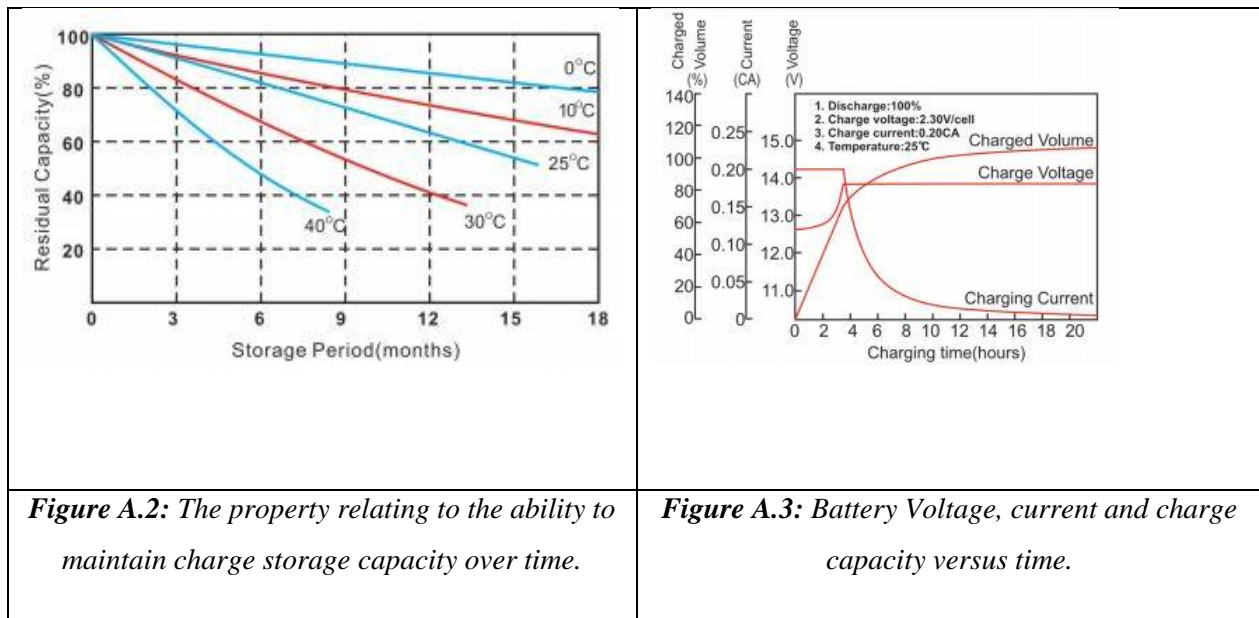 Residual Capacity(%)
100
80
60
40
20
0
3
6
9
12
15
18
Storage Period(months)
0°C
10°C
25°C
30°C
40°C
Charged Volume (%)
Current (CA)
Voltage (V)
140
120
100
80
60
40
20
0
0.25
0.20
0.15
0.10
0.05
0
15.0
14.0
13.0
12.0
11.0
1. Discharge:100%
2. Charge voltage:2.30V/cell
3. Charge current:0.20CA
4. Temperature:25℃
Charged Volume
Charge Voltage
Charging Current
0 2 4 6 8 10 12 14 16 18 20
Charging time(hours)
Figure A.2: The property relating to the ability to
maintain charge storage capacity over time.
Figure A.3: Battery Voltage, current and charge
capacity versus time.